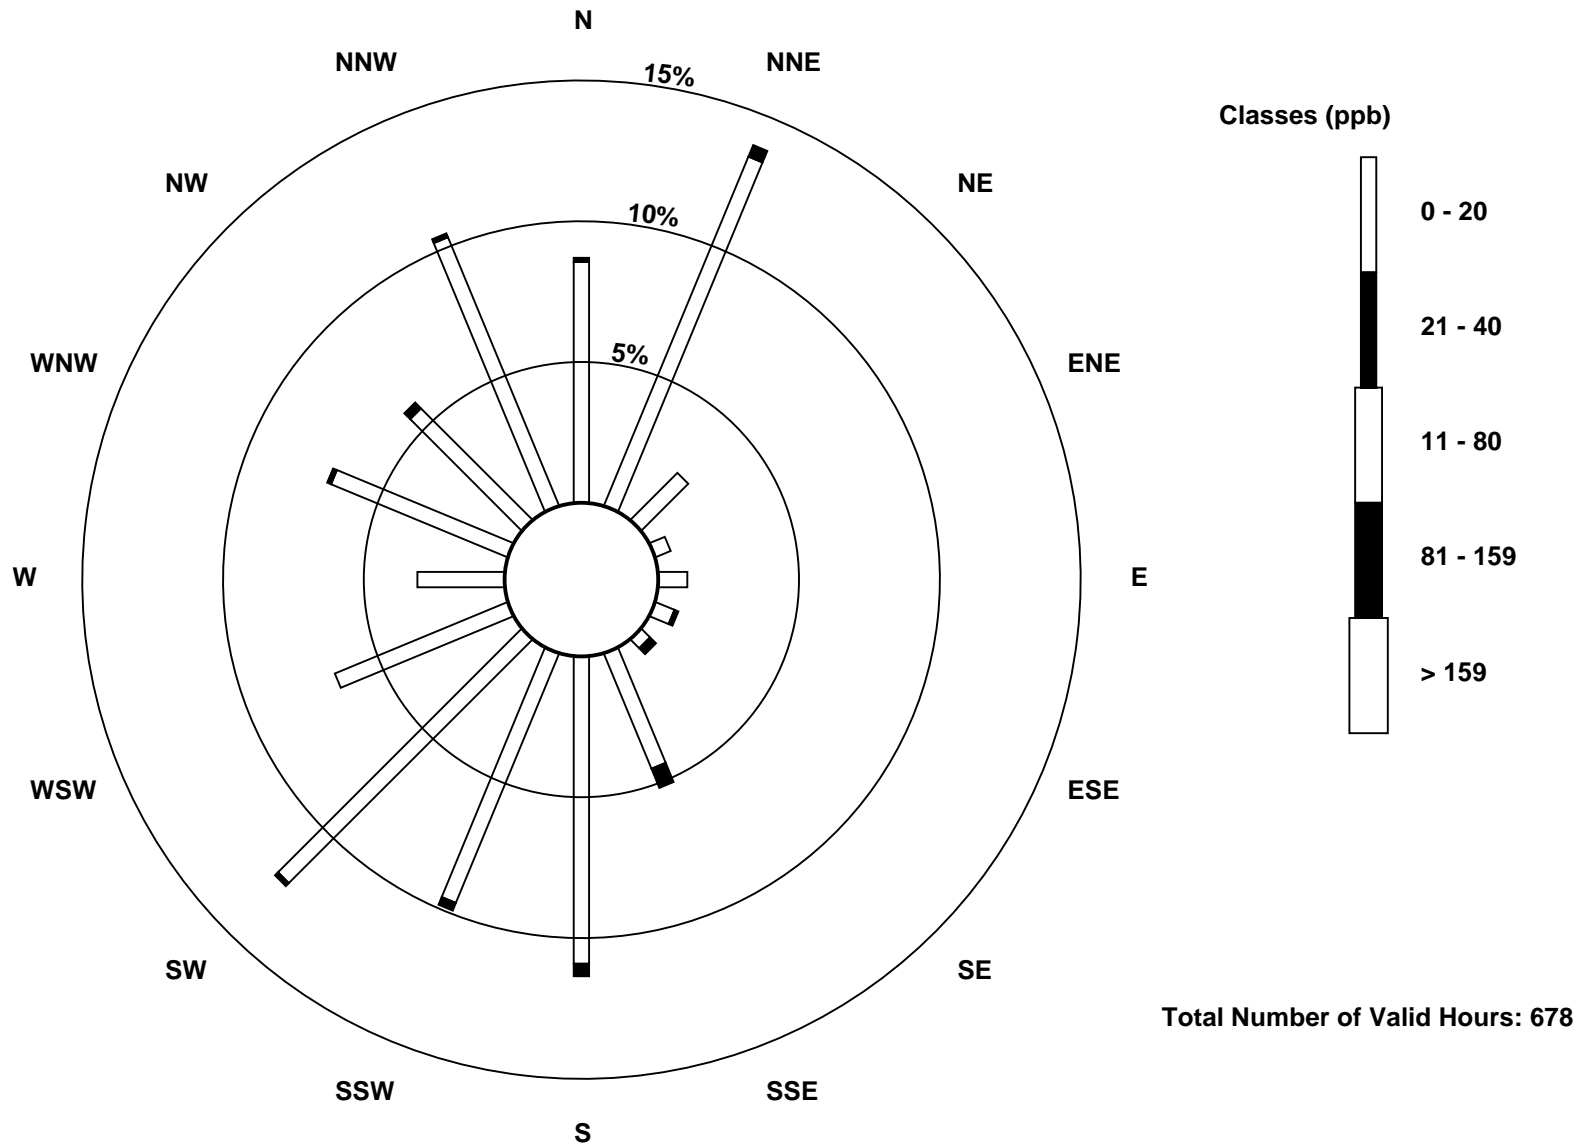 N
NNW
NNE
15%
Classes (ppb)
NW
NE
10%
0 - 20
21 - 40
5%
WNW
ENE
11 - 80
81 - 159
W
E
> 159
WSW
ESE
SW
SE
Total Number of Valid Hours: 678
SSW
SSE
S